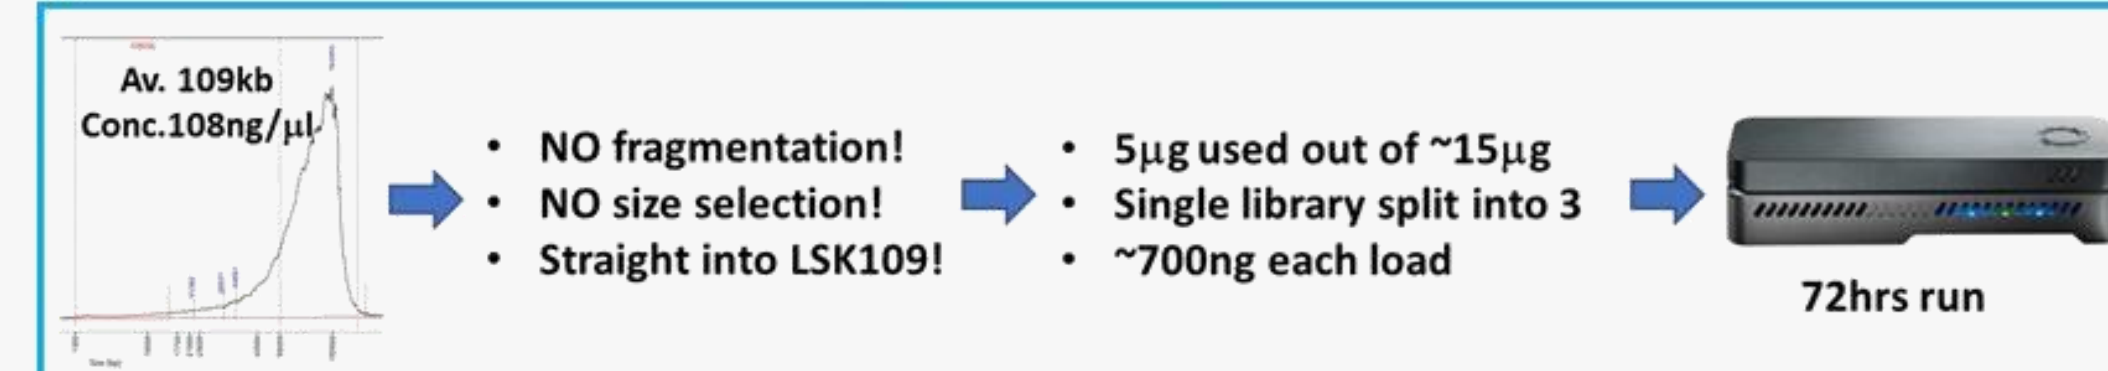 Av. 109kb
Conc.108ng/μl
• NO fragmentation!
• NO size selection!
• Straight into LSK109!
• 5μg used out of ~15μg
• Single library split into 3
• ~700ng each load
72hrs run